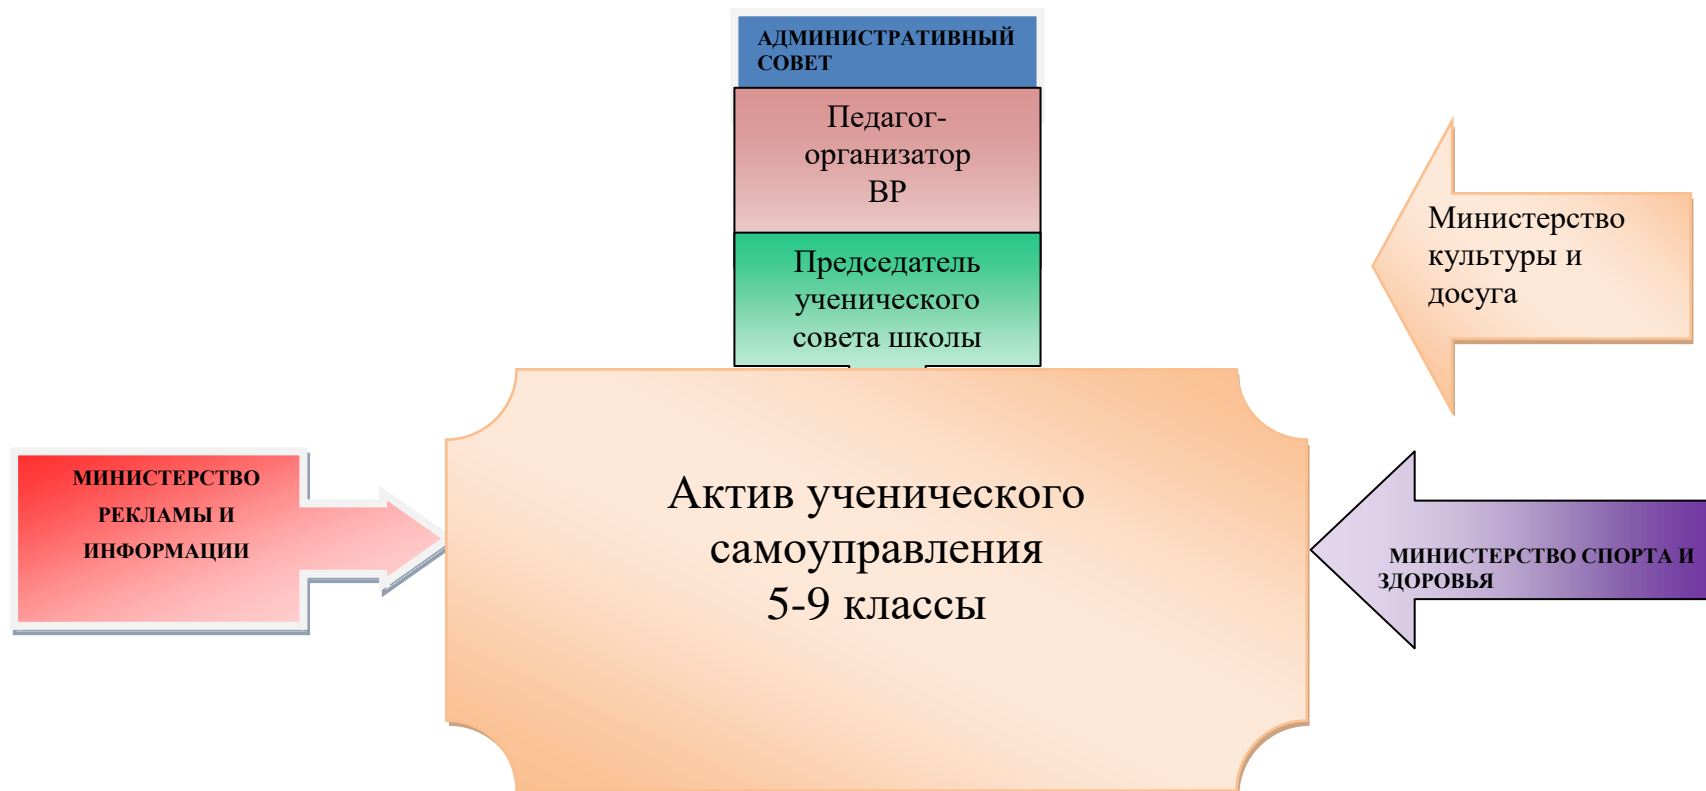 АДМИНИСТРАТИВНЫЙ
СОВЕТ
Педагог-
организатор
ВР
Председатель
ученического
совета школы
Министерство
культуры и
досуга
МИНИСТЕРСТВО
РЕКЛАМЫ И
ИНФОРМАЦИИ
Актив ученического
самоуправления
5-9 классы
МИНИСТЕРСТВО СПОРТА И
ЗДОРОВЬЯ